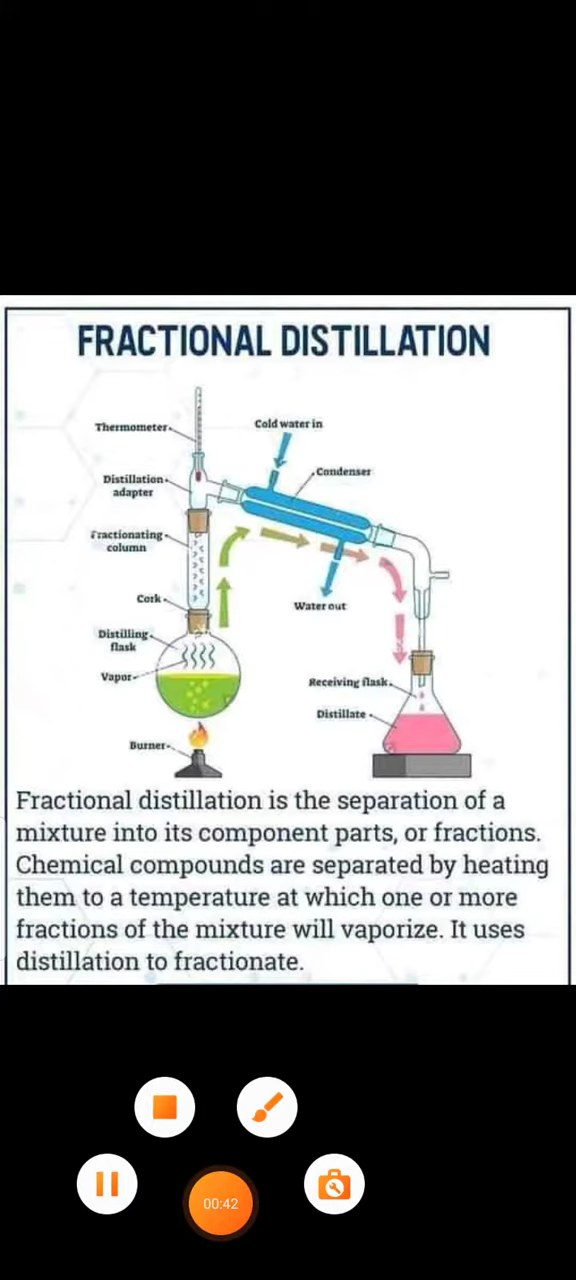 FRACTIONAL DISTILLATION
Thermometer
Cold water in
Condenser
Distillation
adapter
Fractionating
column
Cork
Water out
Distilling
flask
Vapor
Receiving flask
Distillate
Burner
Fractional distillation is the separation of a
mixture into its component parts, or fractions.
Chemical compounds are separated by heating
them to a temperature at which one or more
fractions of the mixture will vaporize. It uses
distillation to fractionate.
00:42